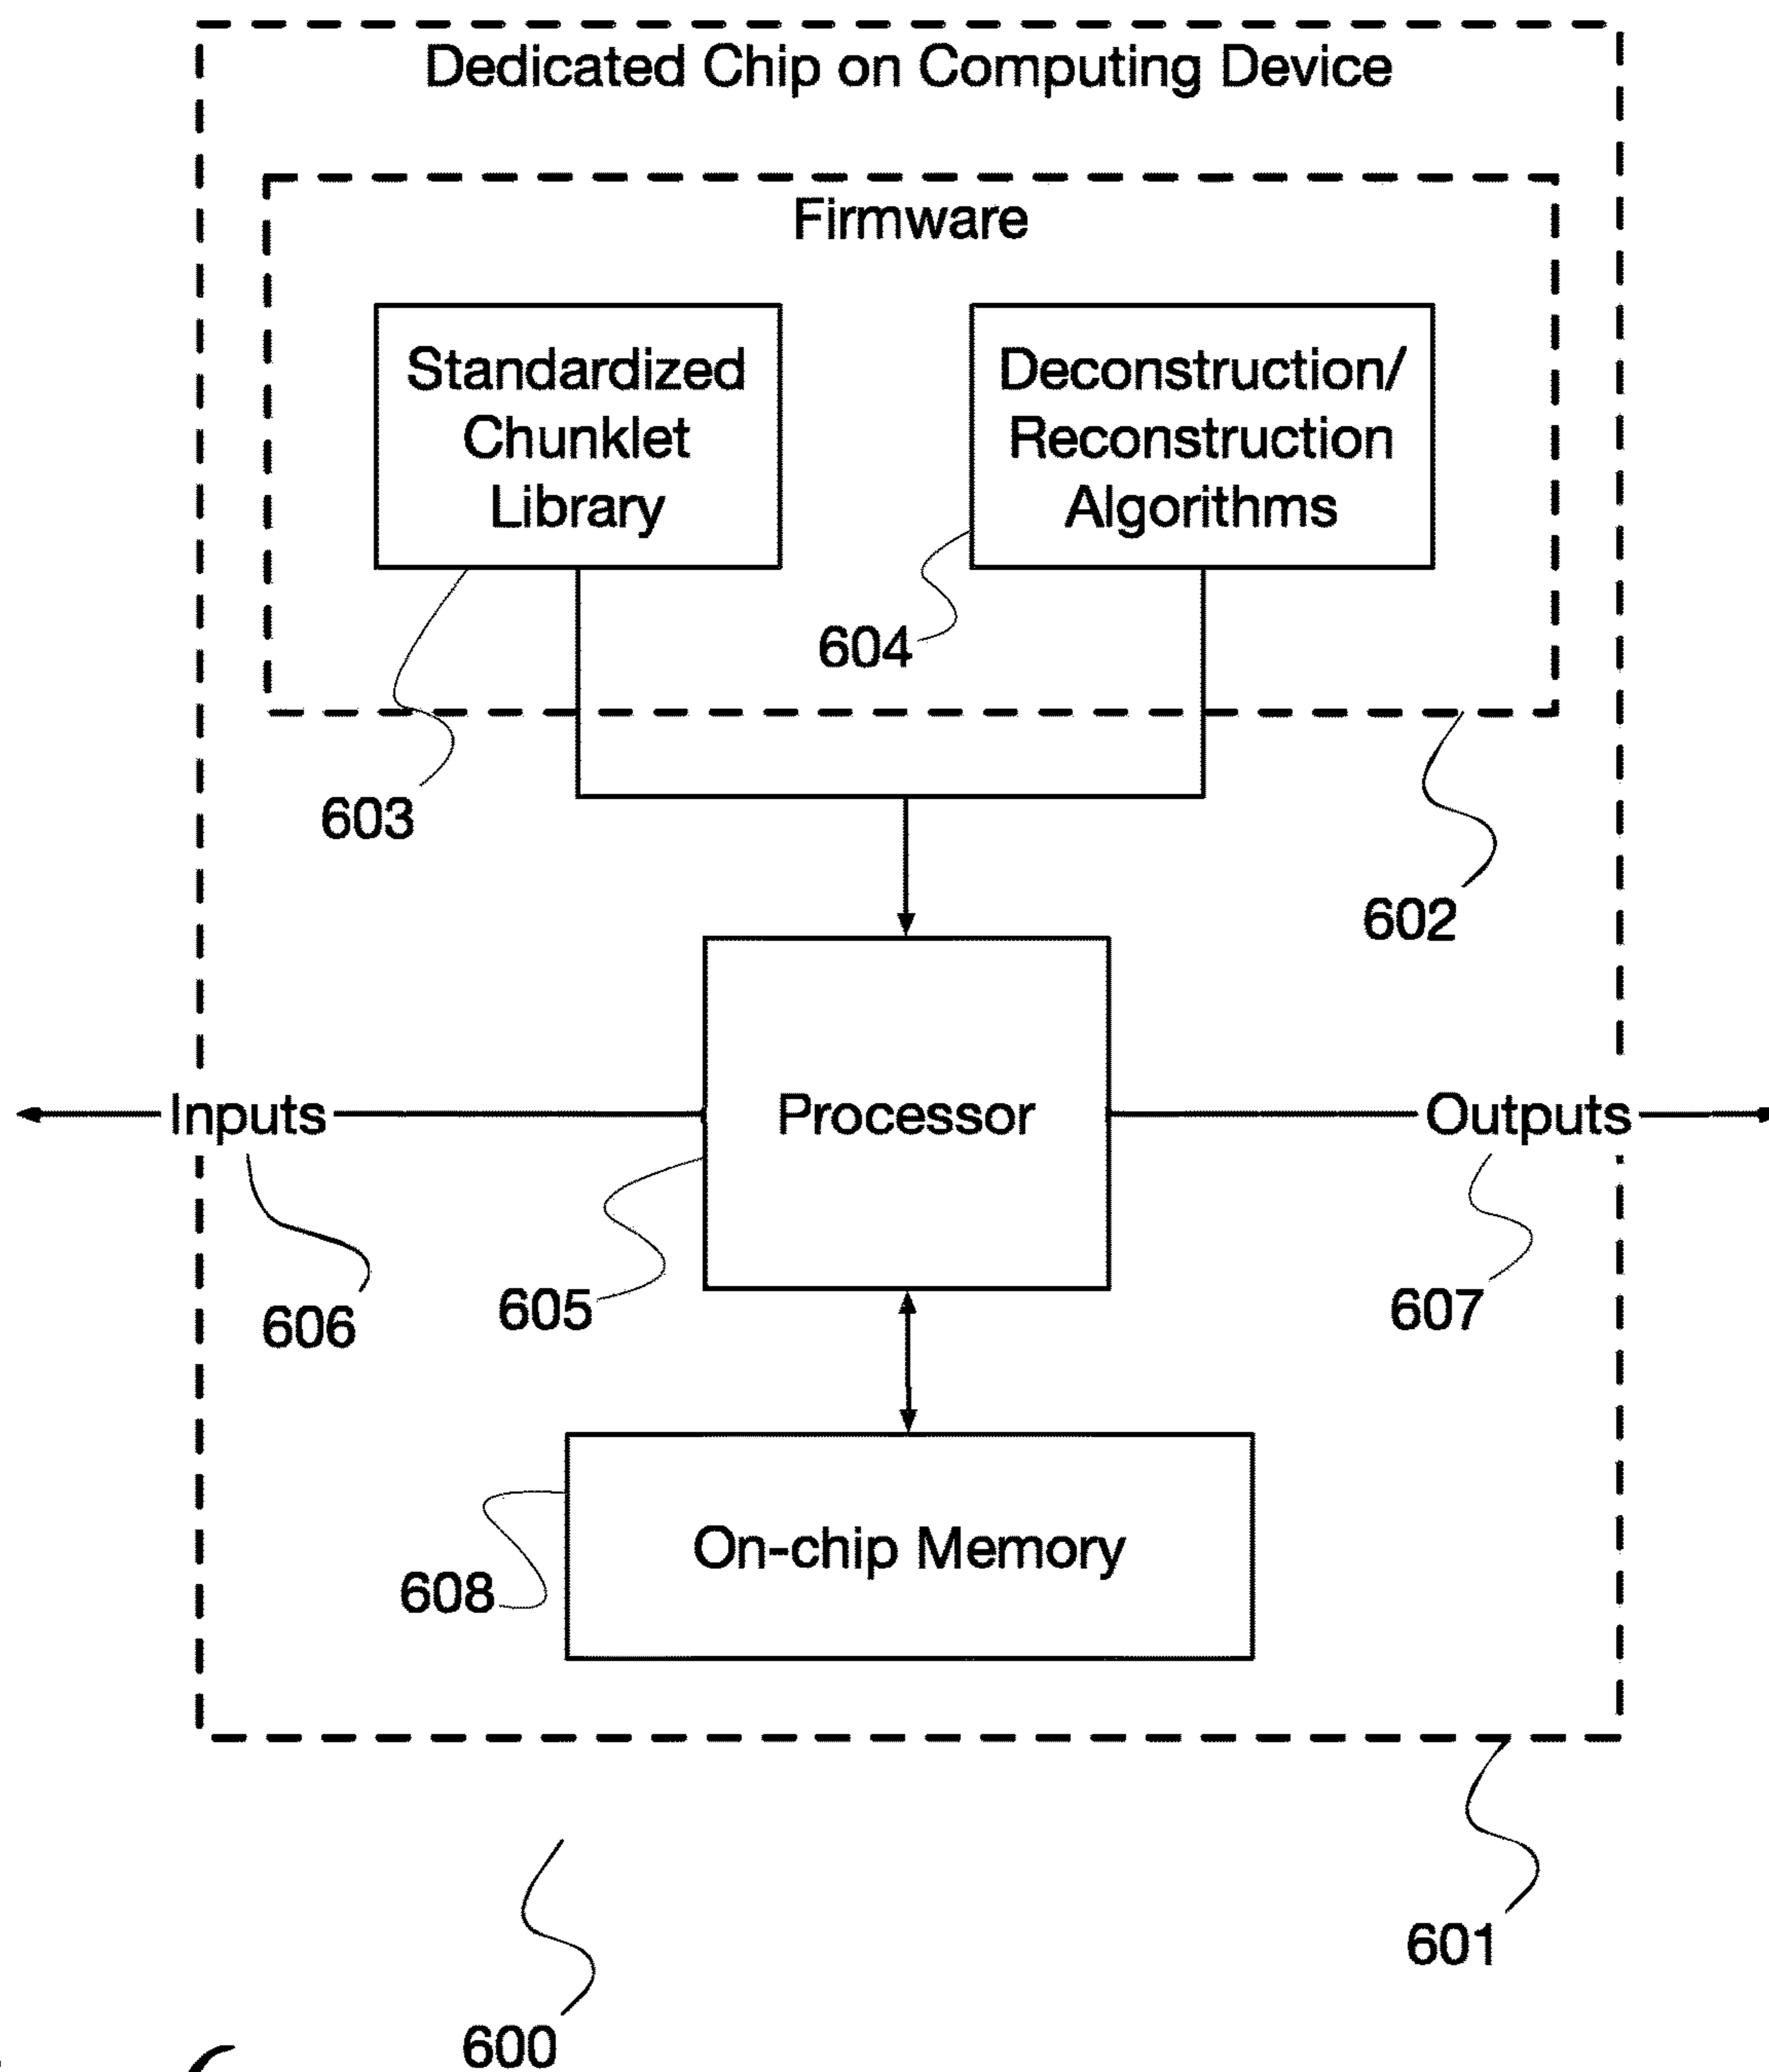 Dedicated Chip on Computing Device
Firmware
Standardized
Chunklet
Library
Deconstruction/
Reconstruction
Algorithms
604
603
602
Inputs
Processor
Outputs
606
605
607
On-chip Memory
608
601
600